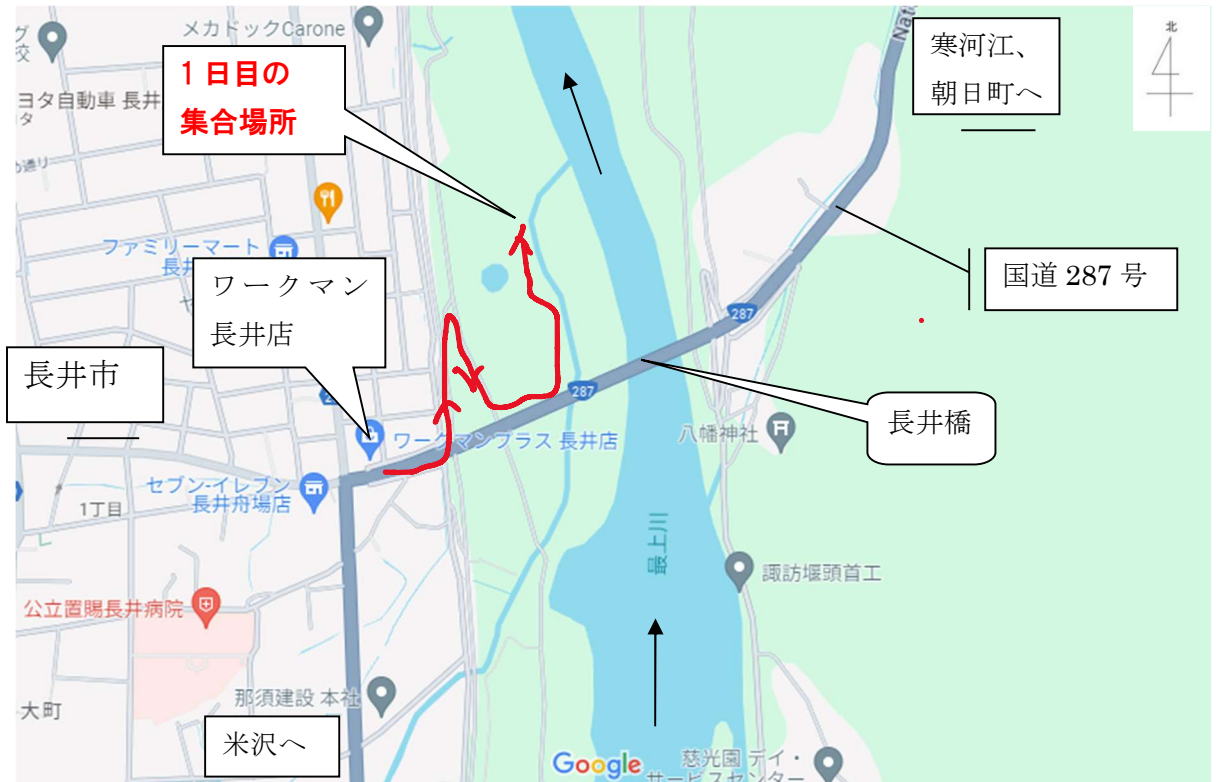 メカドックCarone
グ
校
1日目の
集合場所
寒河江、
朝日町へ
北
ヨタ自動車 長井
タ
ファミリーマート
長井
ワークマン
長井店
国道 287 号
287
長井市
287
長井橋
ワークマンプラス 長井店
八幡神社
セブン-イレブン
長井舟場店
1丁目
最上川
諏訪堰頭首工
公立置賜長井病院
那須建設 本社
大町
米沢へ
Google
慈光園 デイ・
サービスセンター